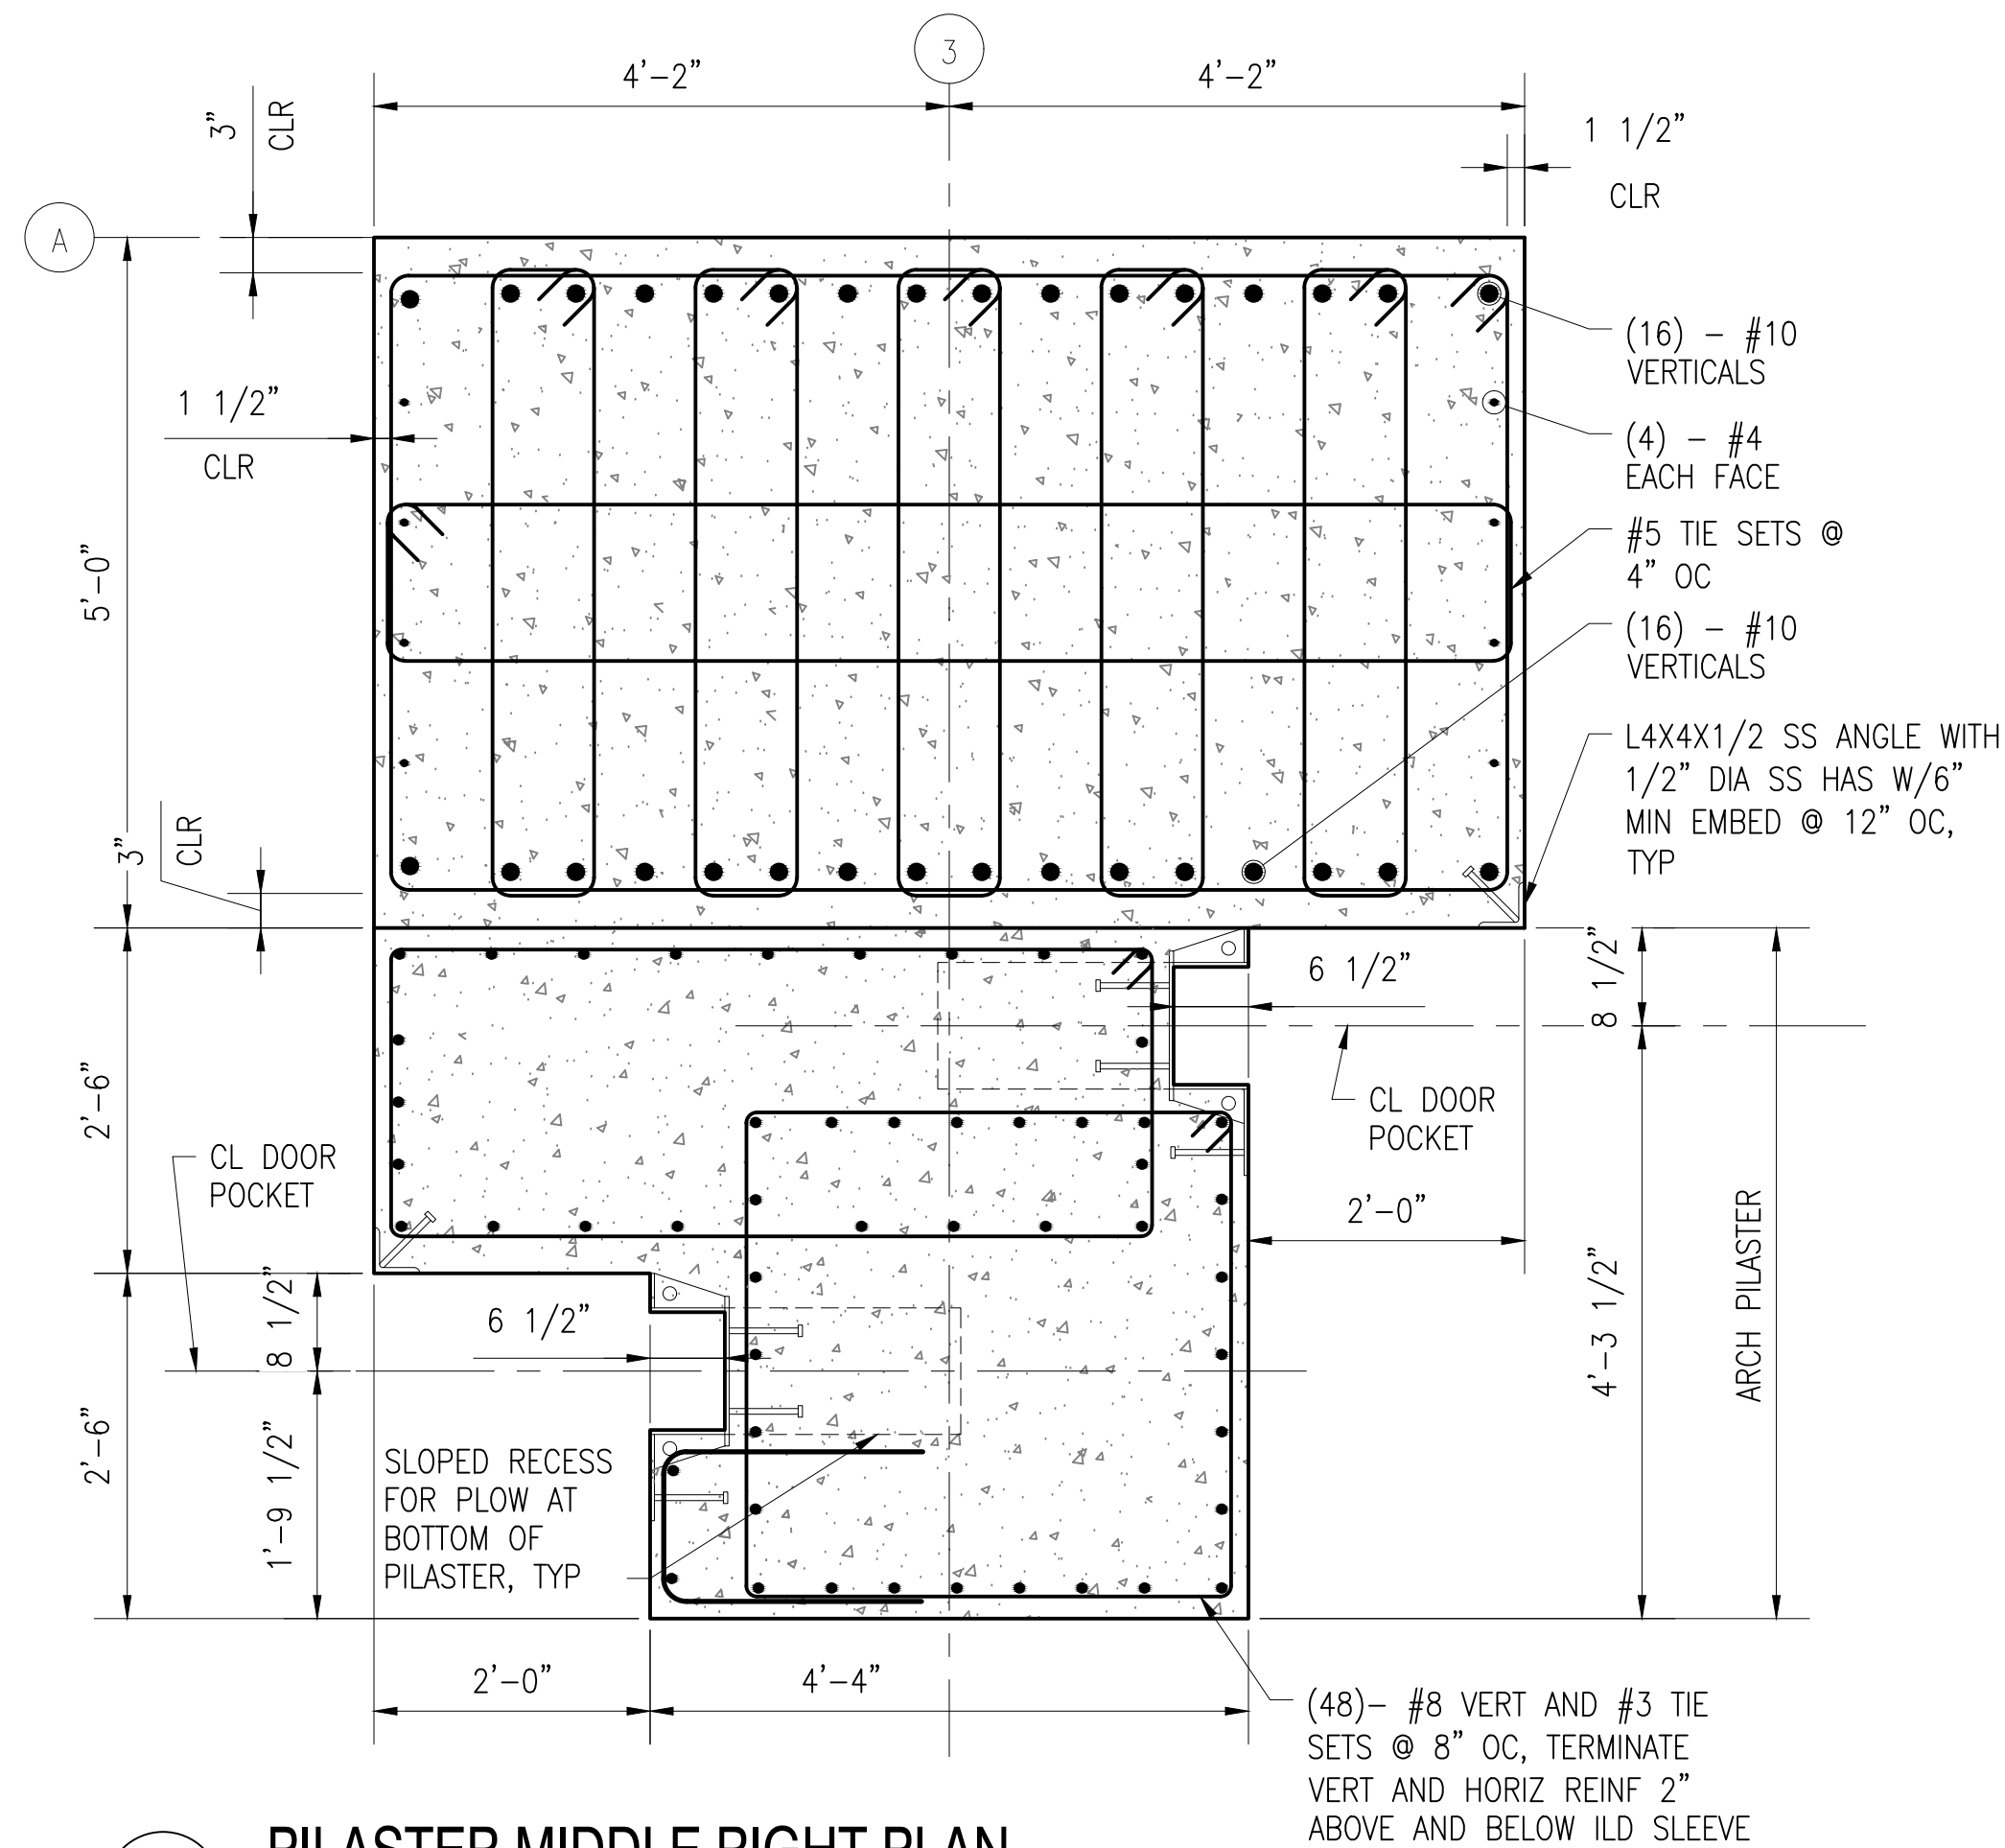 3
4'-2"
4'-2"
3"
CLR
1 1/2"
CLR
A
(16) - #10
VERTICALS
(4) - #4
EACH FACE
1 1/2"
CLR
#5 TIE SETS @
4" OC
5'-0"
(16) - #10
VERTICALS
L4X4X1/2 SS ANGLE WITH
1/2" DIA SS HAS W/6"
MIN EMBED @ 12" OC,
TYP
3"
CLR
6 1/2"
8 1/2"
2'-6"
CL DOOR
POCKET
CL DOOR
POCKET
2'-0"
ARCH PILASTER
4'-3 1/2"
8 1/2"
6 1/2"
2'-6"
1'-9 1/2"
SLOPED RECESS
FOR PLOW AT
BOTTOM OF
PILASTER, TYP
2'-0"
4'-4"
(48)- #8 VERT AND #3 TIE
SETS @ 8" OC, TERMINATE
VERT AND HORIZ REINF 2"
ABOVE AND BELOW ILD SLEEVE
PILASTER MIDDLE RIGHT PLAN